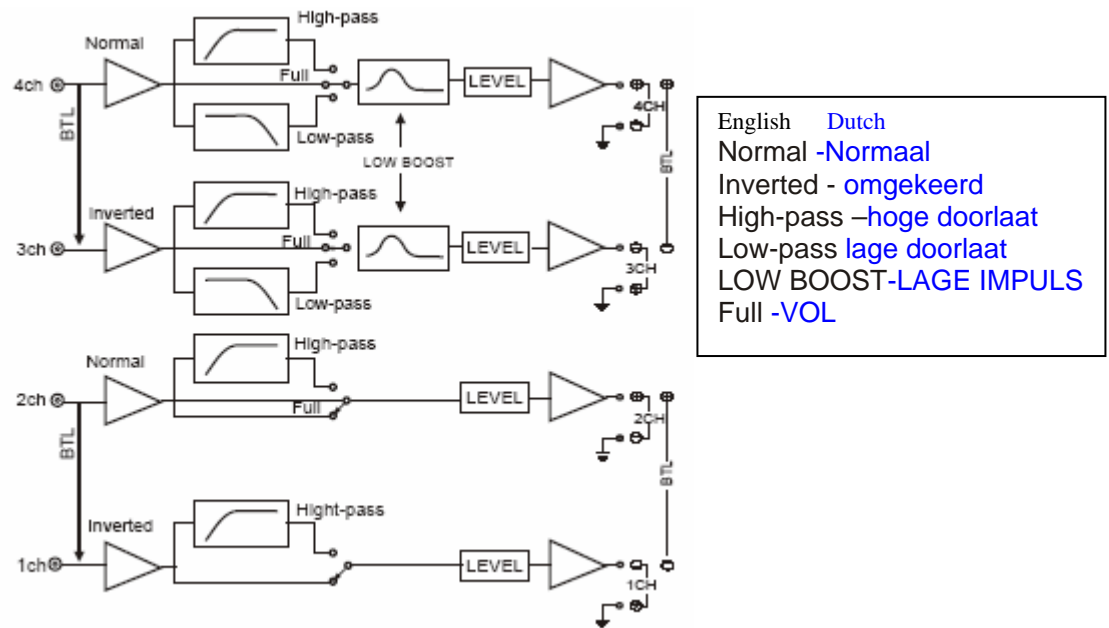 High-pass
Normal
4ch
Full
LEVEL
4CH
BTL
Low-pass
LOW BOOST
BTL
High-pass
Inverted
3ch
Full
LEVEL
3CH
Low-pass
High-pass
Normal
2ch
Full
LEVEL
2CH
BTL
BTL
Hight-pass
Inverted
1ch
LEVEL
1CH
English Dutch
Normal -Normaal
Inverted - omgekeerd
High-pass –hoge doorlaat
Low-pass lage doorlaat
LOW BOOST-LAGE IMPULS
Full -VOL